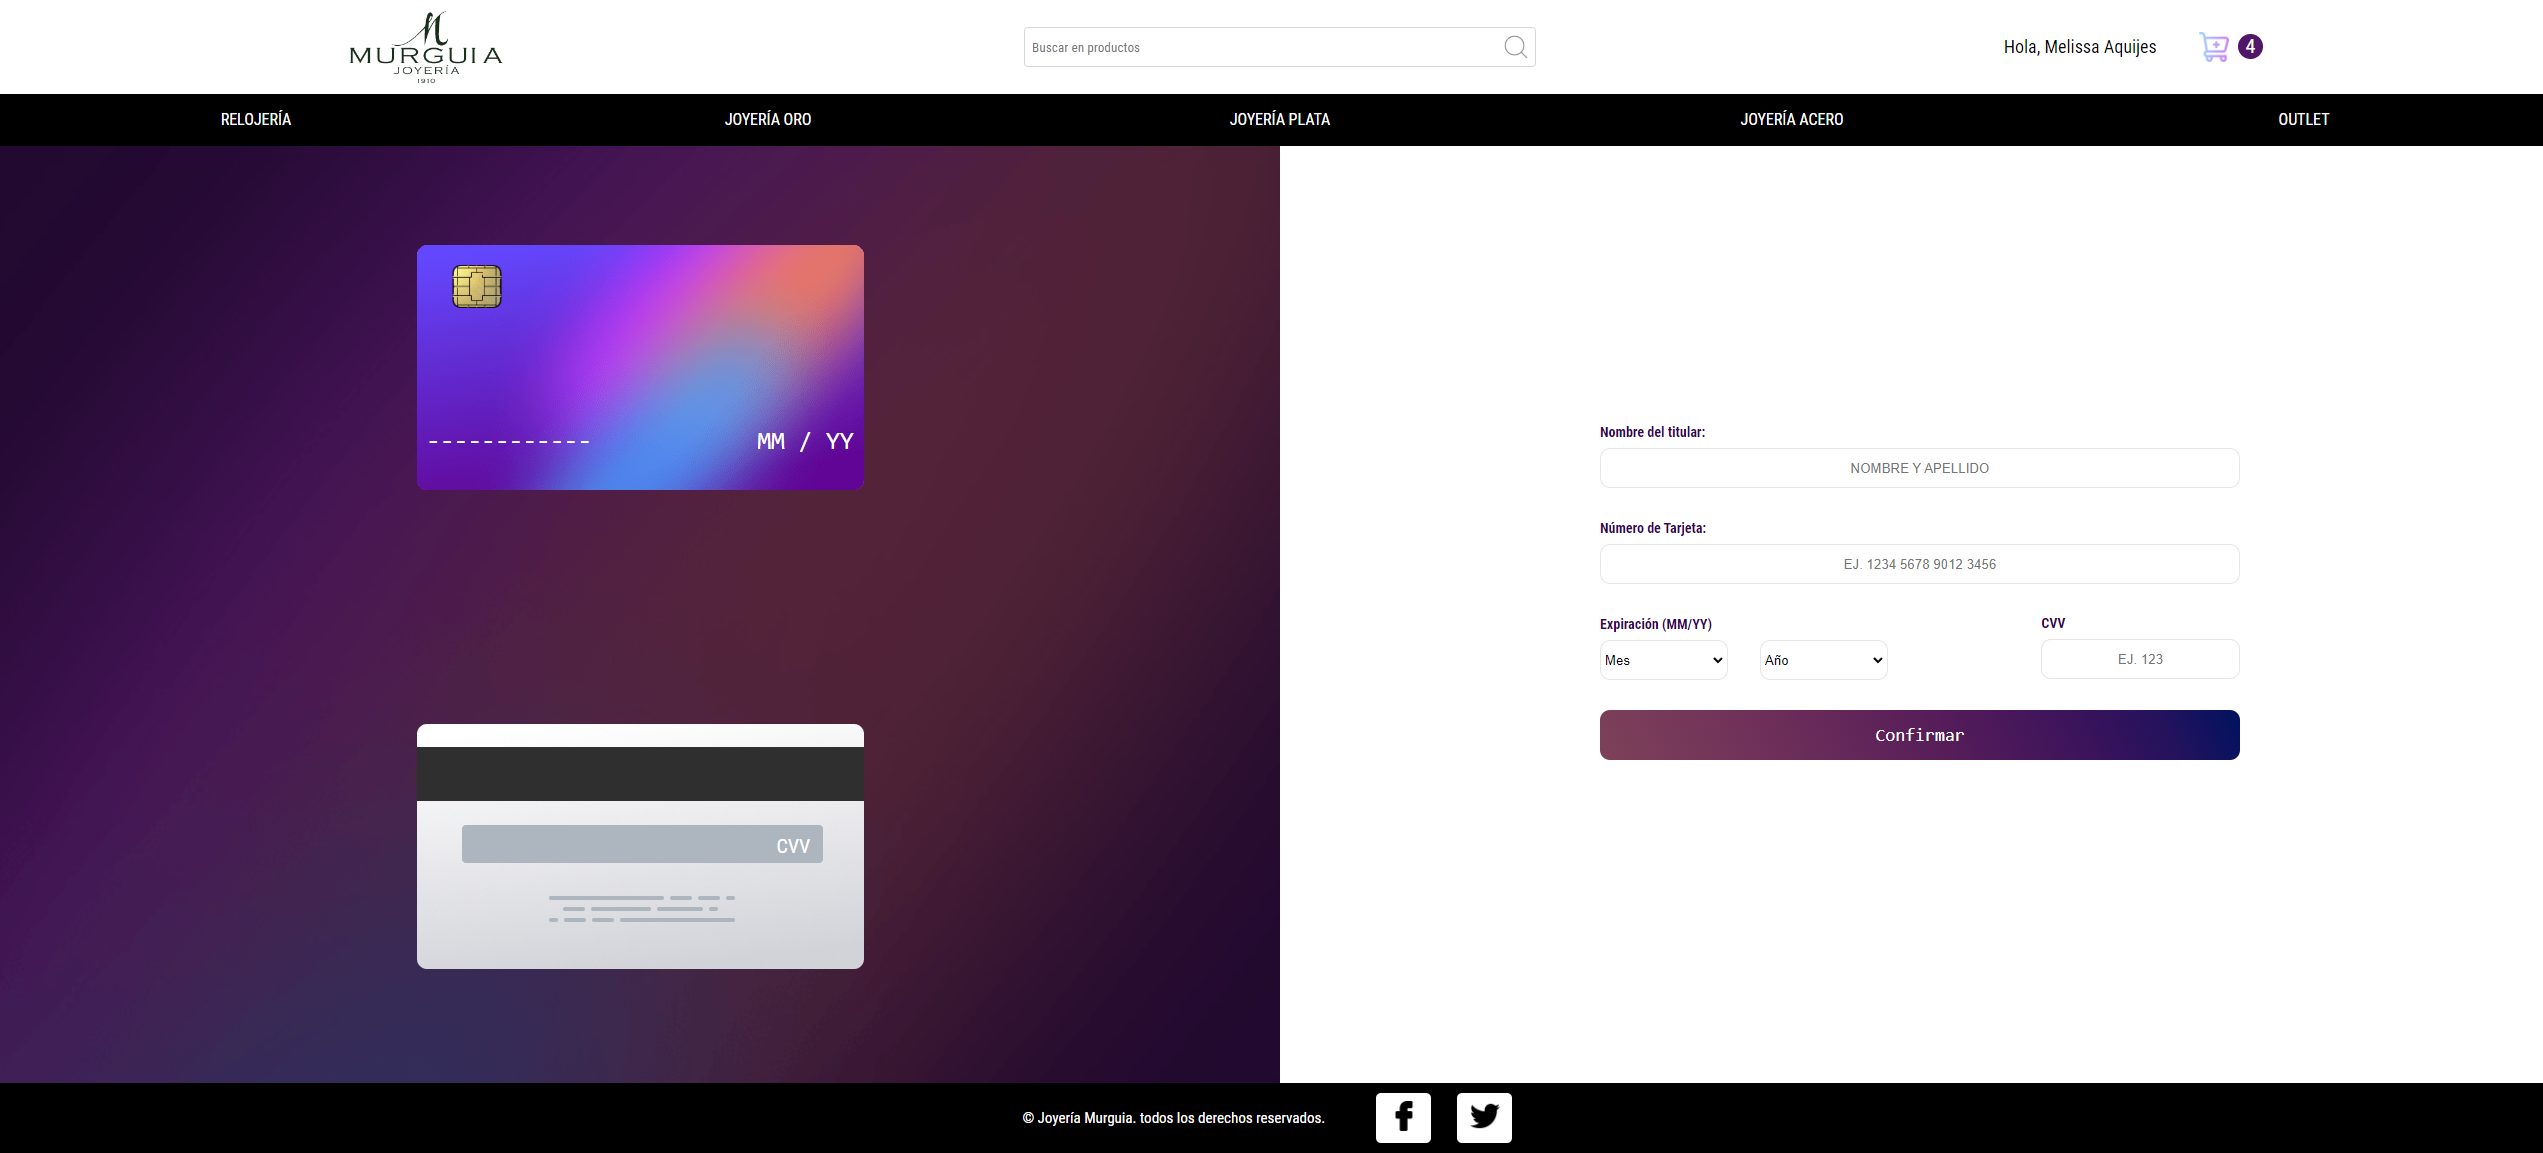 MURGUIA
JOYERÍA
1910
Buscar en productos
Hola, Melissa Aquijes
4
RELOJERÍA
JOYERÍA ORO
JOYERÍA PLATA
JOYERÍA ACERO
OUTLET
------------
MM / YY
CVV
Nombre del titular:
NOMBRE Y APELLIDO
Número de Tarjeta:
EJ. 1234 5678 9012 3456
Expiración (MM/YY)
CVV
Mes
Año
EJ. 123
Confirmar
© Joyería Murguia. todos los derechos reservados.